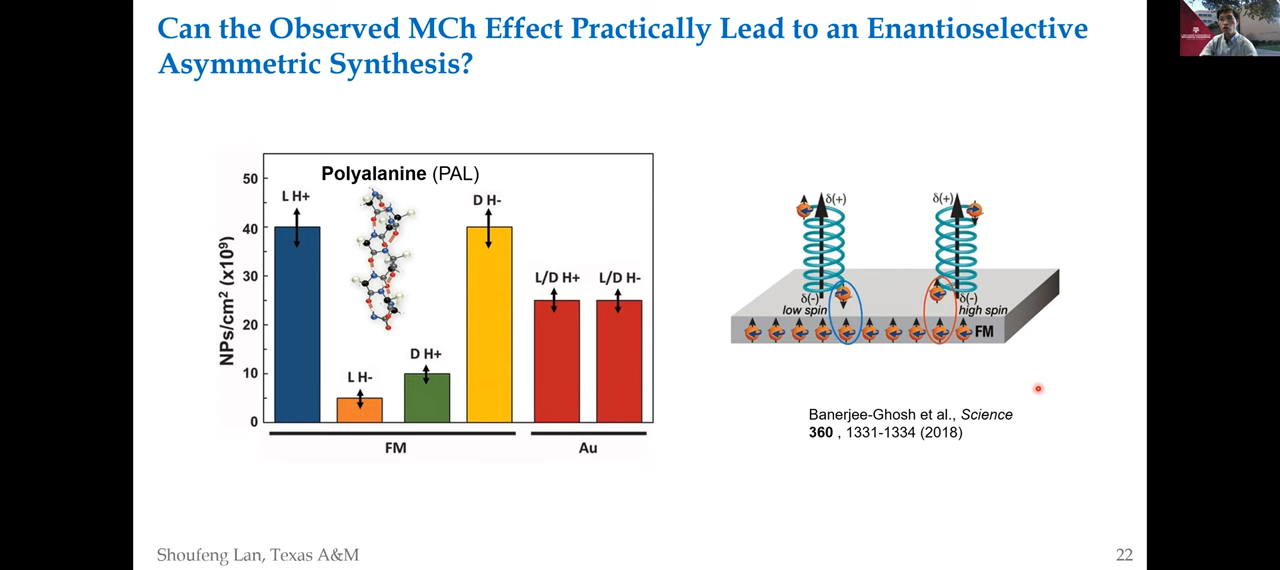 Can the Observed MCh Effect Practically Lead to an Enantioselective
Asymmetric Synthesis?
Polyalanine (PAL)
NPs/cm² (x10⁹)
50
40
30
20
10
0
L H+
L H-
D H+
D H-
L/D H+
L/D H-
FM
Au
δ(+)
δ(+)
δ(-)
low spin
δ(-)
high spin
FM
Banerjee-Ghosh et al., Science
360 , 1331-1334 (2018)
Shoufeng Lan, Texas A&M
22